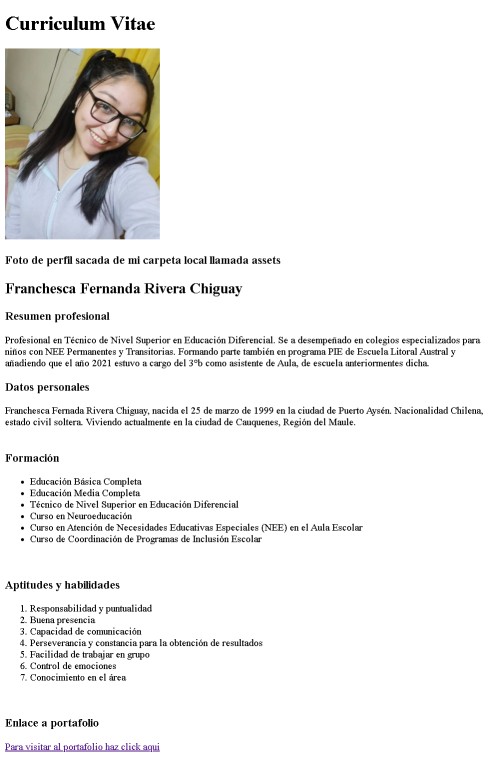 Curriculum Vitae
Foto de perfil sacada de mi carpeta local llamada assets
Franchesca Fernanda Rivera Chiguay
Resumen profesional
Profesional en Técnico de Nivel Superior en Educación Diferencial. Se a desempeñado en colegios especializados para
niños con NEE Permanentes y Transitorias. Formando parte también en programa PIE de Escuela Litoral Austral y
añadiendo que el año 2021 estuvo a cargo del 3°b como asistente de Aula, de escuela anteriormentes dicha.
Datos personales
Franchesca Fernada Rivera Chiguay, nacida el 25 de marzo de 1999 en la ciudad de Puerto Aysén. Nacionalidad Chilena,
estado civil soltera. Viviendo actualmente en la ciudad de Cauquenes, Región del Maule.
Formación
• Educación Básica Completa
• Educación Media Completa
• Técnico de Nivel Superior en Educación Diferencial
• Curso en Neuroeducación
• Curso en Atención de Necesidades Educativas Especiales (NEE) en el Aula Escolar
• Curso de Coordinación de Programas de Inclusión Escolar
Aptitudes y habilidades
1. Responsabilidad y puntualidad
2. Buena presencia
3. Capacidad de comunicación
4. Perseverancia y constancia para la obtención de resultados
5. Facilidad de trabajar en grupo
6. Control de emociones
7. Conocimiento en el área
Enlace a portafolio
Para visitar al portafolio haz click aquí